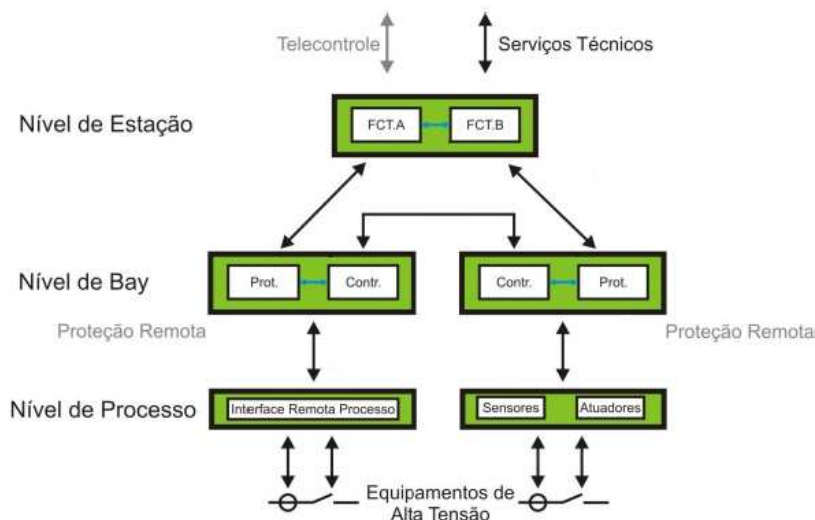 Telecontrole
Serviços Técnicos
Nível de Estação
FCT.A
FCT.B
Nível de Bay
Prot.
Contr.
Contr.
Prot.
Proteção Remota
Proteção Remota
Nível de Processo
Interface Remota Processo
Sensores
Atuadores
Equipamentos de
Alta Tensão